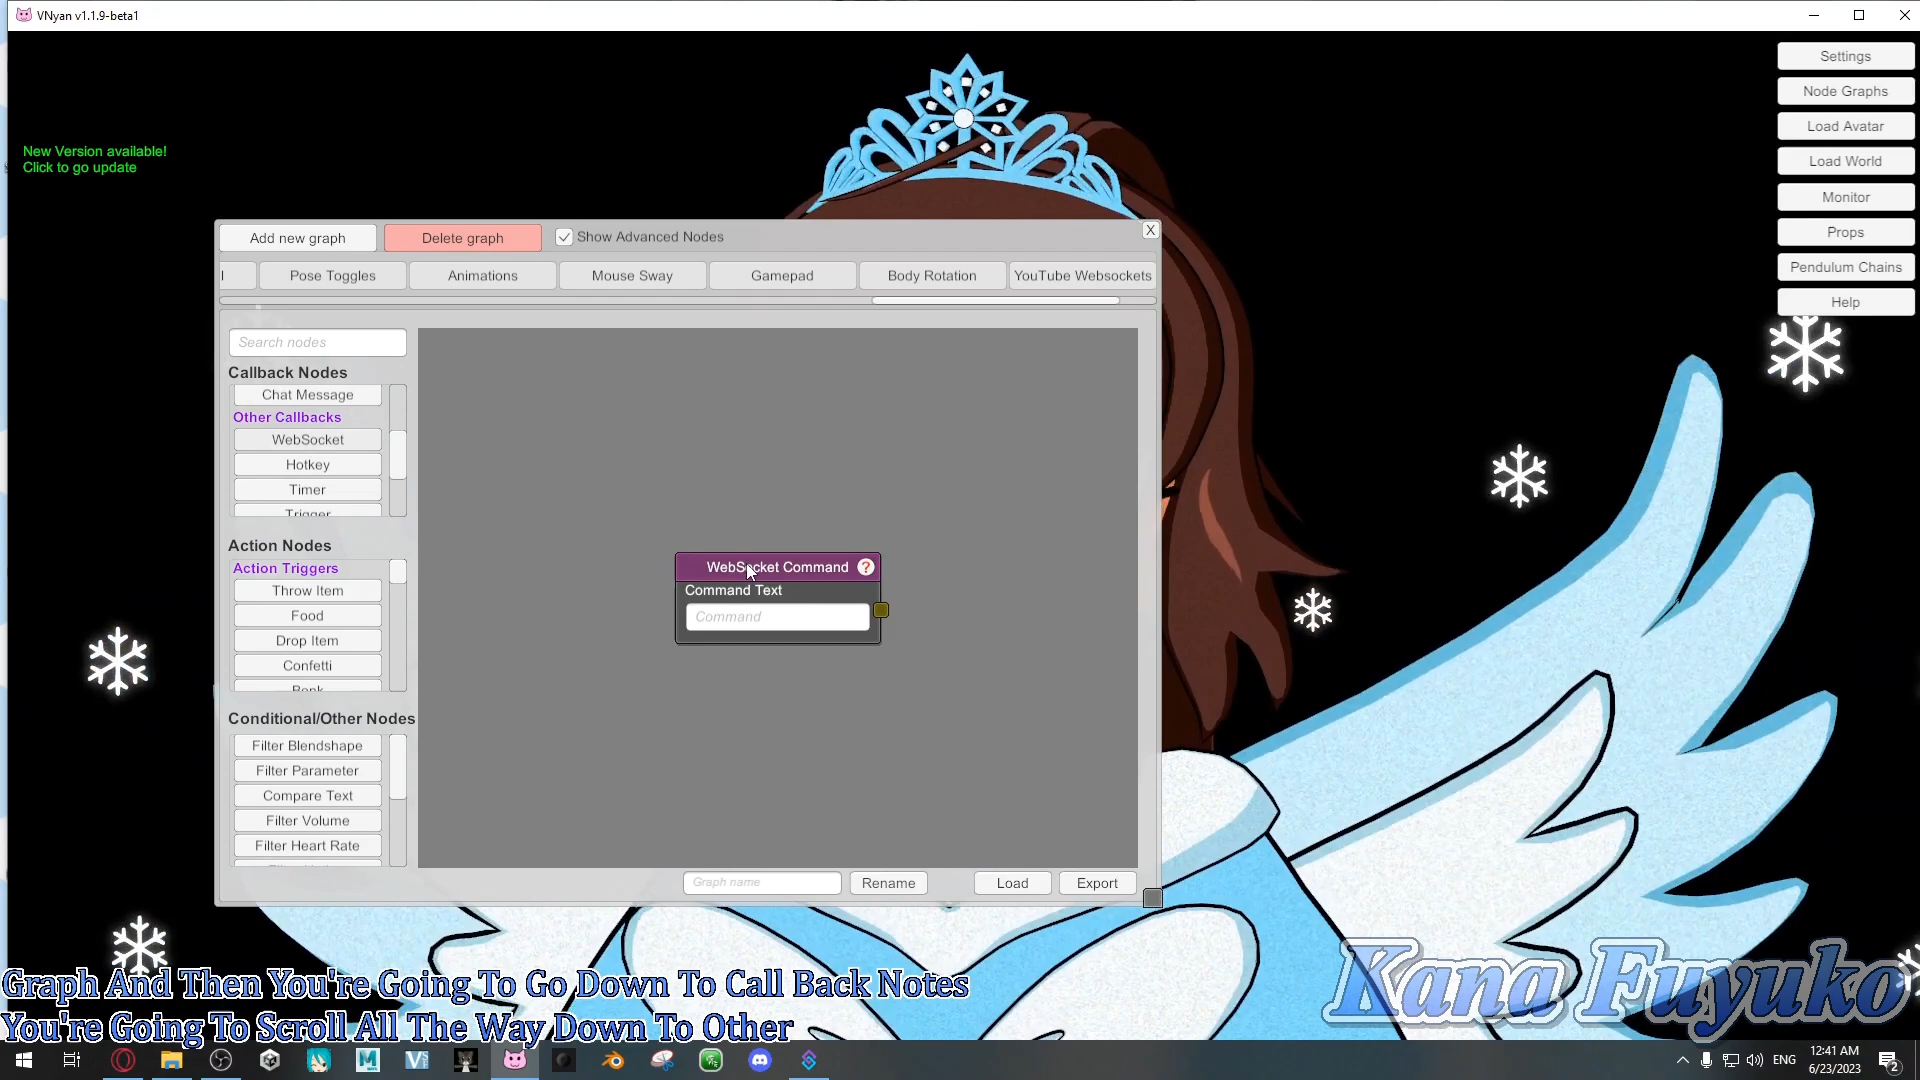 VNyan v1.1.9-beta1
Settings
Node Graphs
Load Avatar
Load World
Monitor
Props
Pendulum Chains
Help
New Version available!
Click to go update
Add new graph
Delete graph
Show Advanced Nodes
X
Pose Toggles
Animations
Mouse Sway
Gamepad
Body Rotation
YouTube Websockets
Search nodes
Callback Nodes
Chat Message
Other Callbacks
WebSocket
Hotkey
Timer
Trigger
Action Nodes
Action Triggers
Throw Item
Food
Drop Item
Confetti
Bonk
Conditional/Other Nodes
Filter Blendshape
Filter Parameter
Compare Text
Filter Volume
Filter Heart Rate
WebSocket Command ?
Command Text
Command
Graph name
Rename
Load
Export
Graph And Then You're Going To Go Down To Call Back Notes
You're Going To Scroll All The Way Down To Other
Kana Fuyuko
ENG
12:41 AM
6/23/2023
2